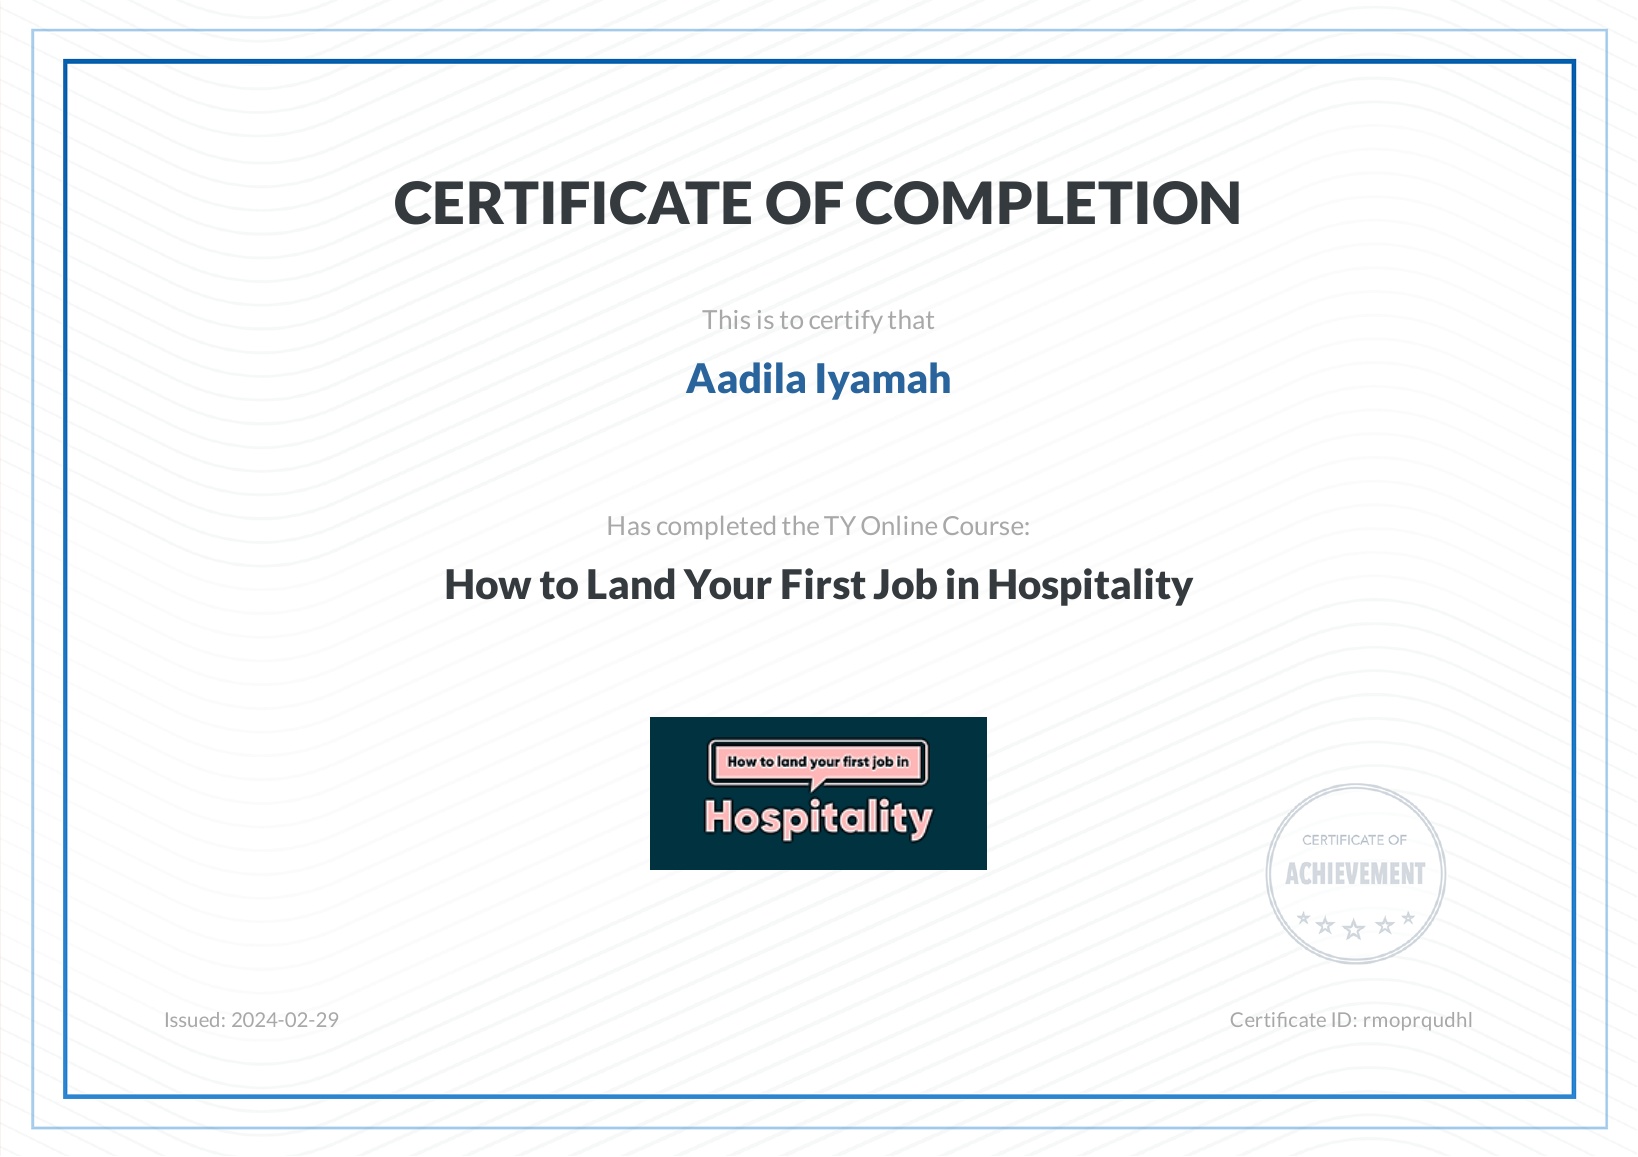 CERTIFICATE OF COMPLETION
This is to certify that
Aadila Iyamah
Has completed the TY Online Course:
How to Land Your First Job in Hospitality
How to land your first job in
Hospitality
CERTIFICATE OF
ACHIEVEMENT
Issued: 2024-02-29
Certificate ID: rmoprqudhl